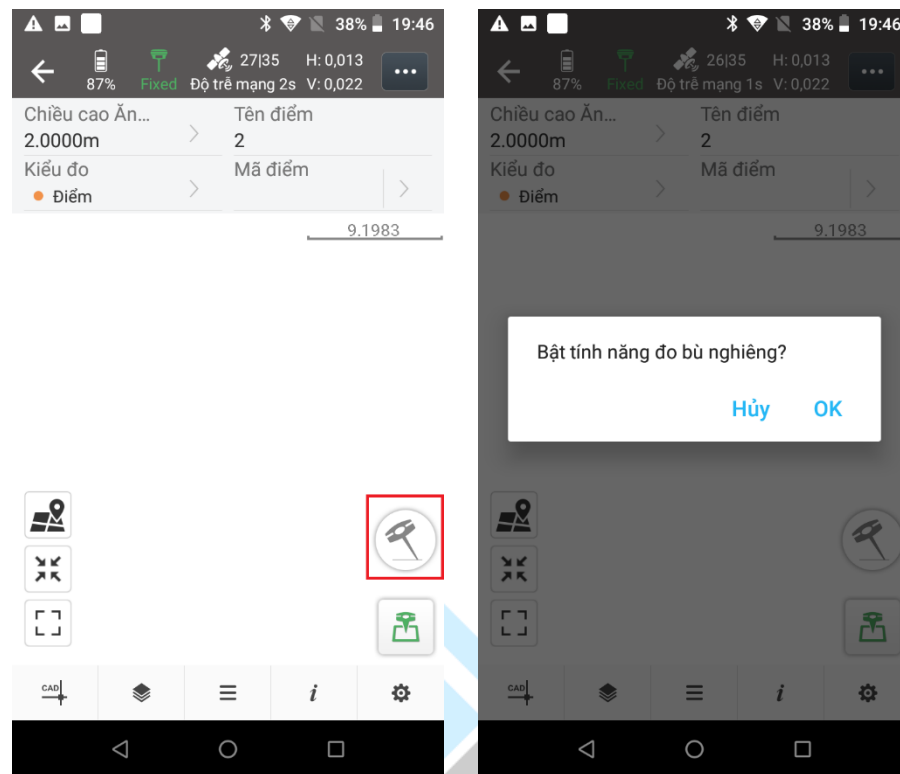 38% 19:46
87% Fixed 27|35 Độ trễ mạng 2s H: 0,013 V: 0,022
Chiều cao Ăn... Tên điểm
2.0000m 2
Kiểu đo Mã điểm
Điểm
9.1983
CAD i
38% 19:46
87% Fixed 26|35 Độ trễ mạng 1s H: 0,013 V: 0,022
Chiều cao Ăn... Tên điểm
2.0000m 2
Kiểu đo Mã điểm
Điểm
9.1983
Bật tính năng đo bù nghiêng?
Hủy OK
CAD i